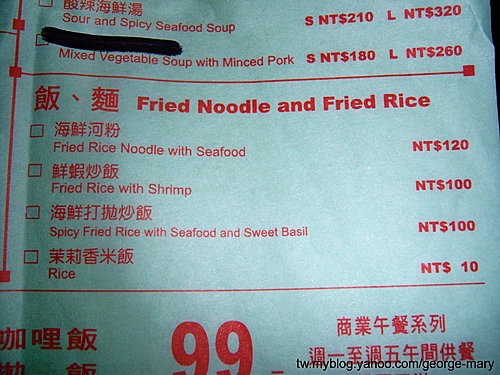 酸辣海鮮湯
Sour and Spicy Seafood Soup S NT$210 L NT$320
Mixed Vegetable Soup with Minced Pork S NT$180 L NT$260
飯、麵 Fried Noodle and Fried Rice
□ 海鮮河粉
Fried Rice Noodle with Seafood NT$120
□ 鮮蝦炒飯
Fried Rice with Shrimp NT$100
□ 海鮮打拋炒飯
Spicy Fried Rice with Seafood and Sweet Basil NT$100
□ 茉莉香米飯
Rice NT$ 10
咖哩飯 99 商業午餐系列
飯 週一至週五午間供餐
tw.myblog.yahoo.com/george-mary